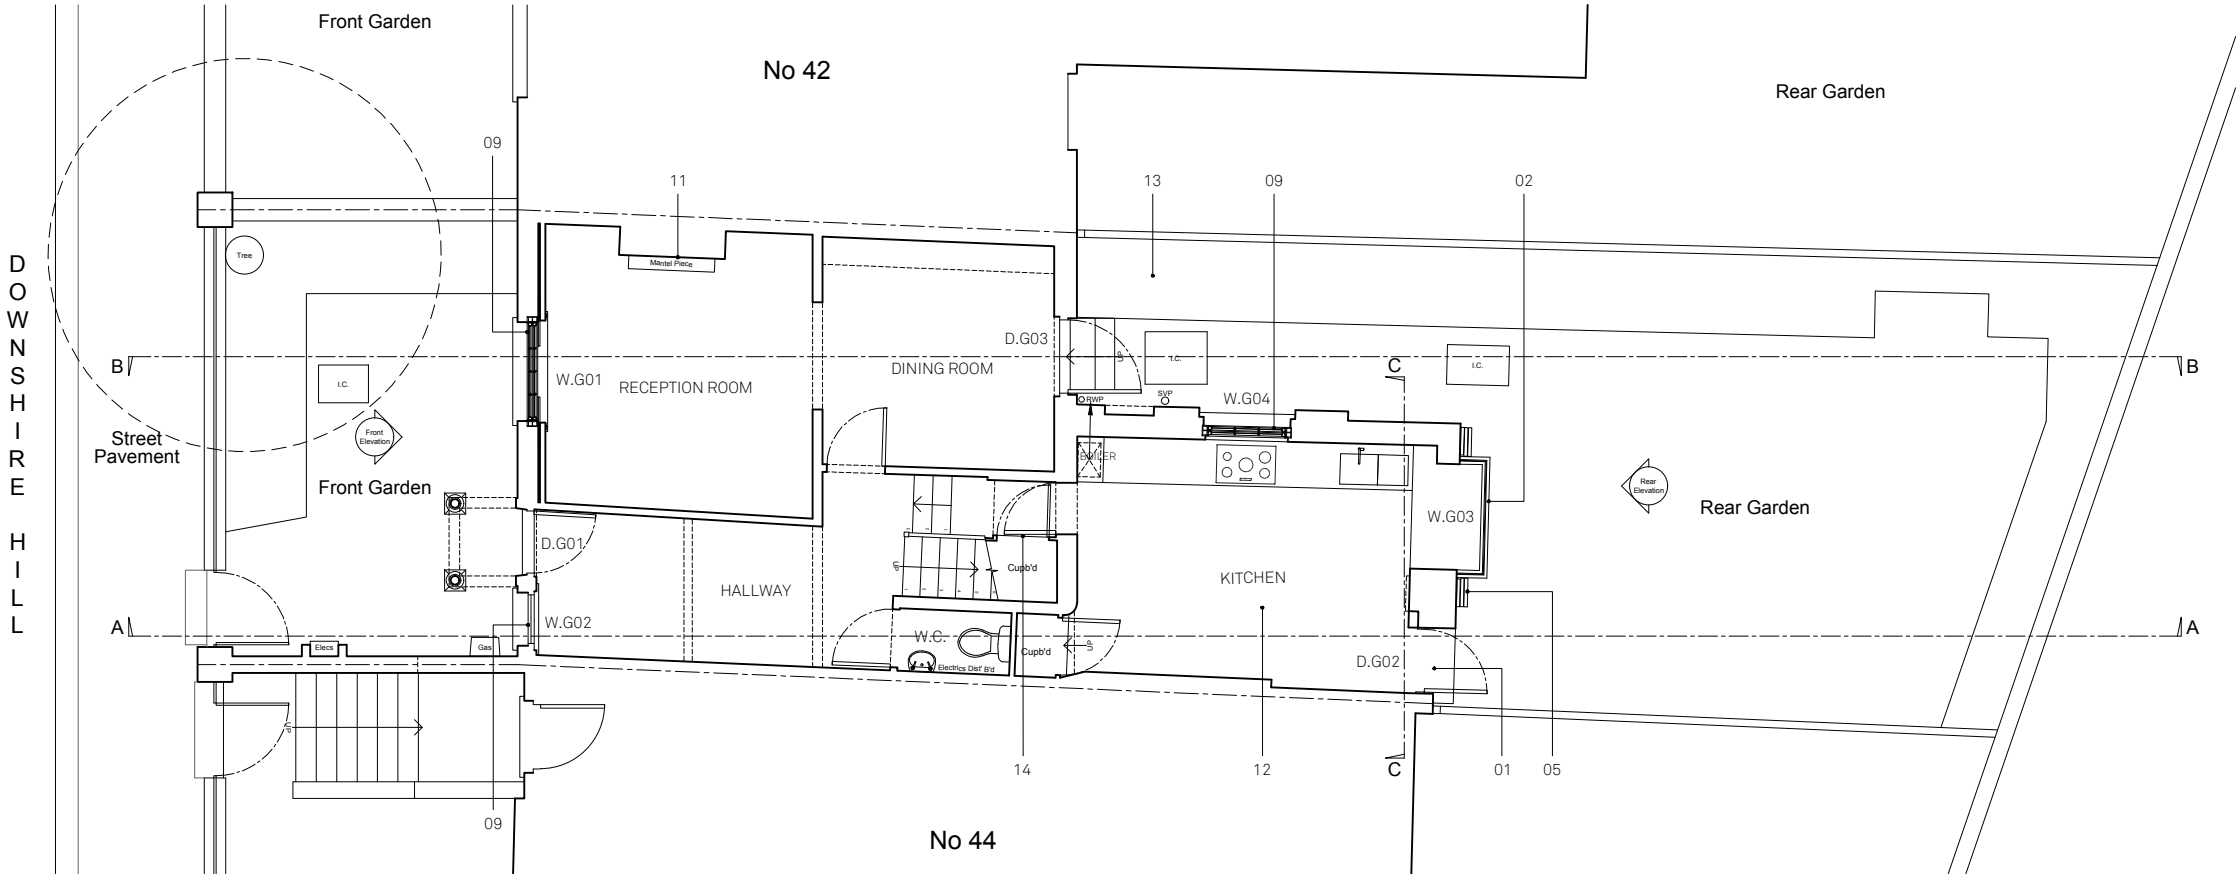 Front Garden
No 42
Rear Garden
09
11
13
09
02
DOWNSHIRE HILL
Tree
Mantel Piece
D.G03
UP
I.C.
I.C.
B
B
W.G01
RECEPTION ROOM
DINING ROOM
C
I.C.
RWP
SVP
W.G04
Street
Pavement
Front
Elevation
BOILER
Front Garden
Rear
Elevation
Rear Garden
W.G03
D.G01
UP
Cupb'd
KITCHEN
HALLWAY
A
A
W.G02
W.C.
Elecs
Gas
Electrics Dist' B'd
Cupb'd
UP
D.G02
UP
09
14
12
C
01
05
No 44